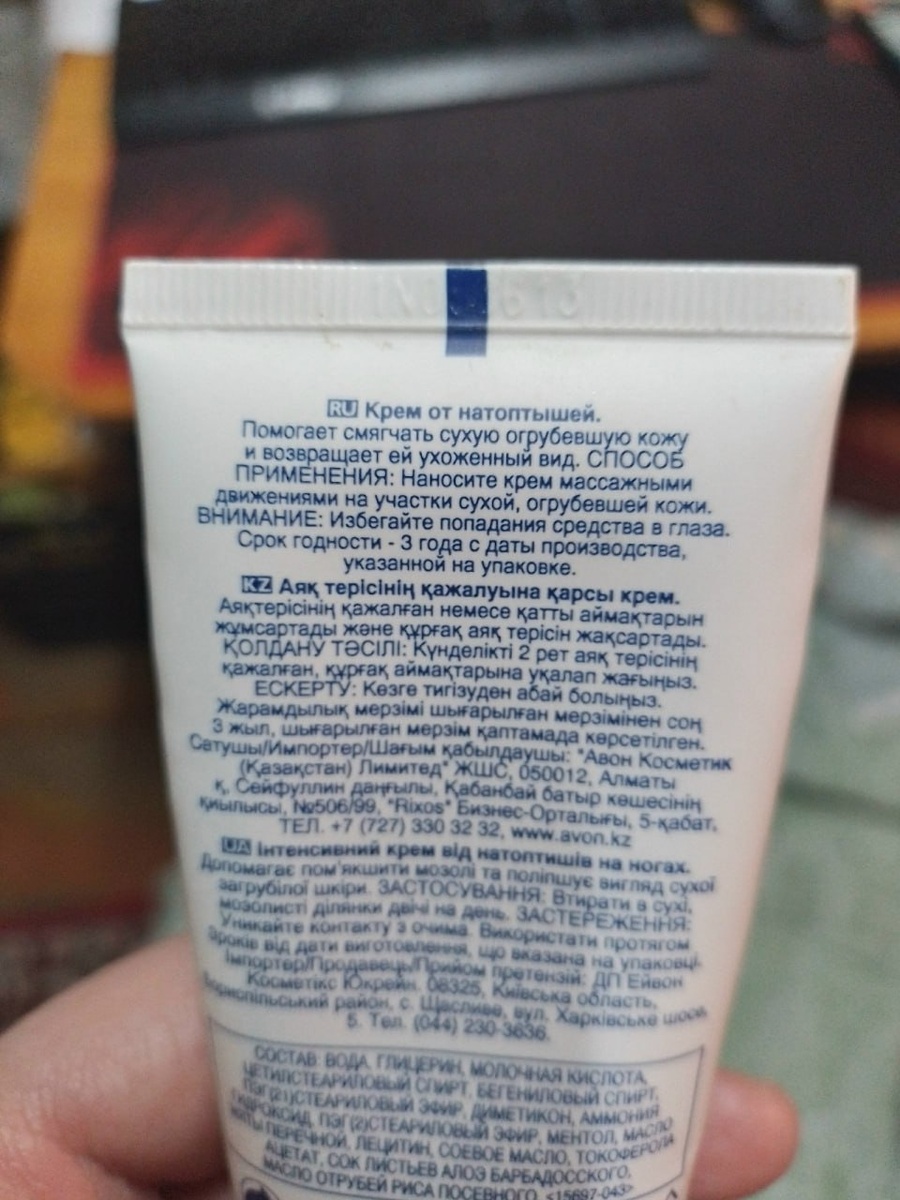 RU Крем от натоптышей.
Помогает смягчать сухую огрубевшую кожу
и возвращает ей ухоженный вид. СПОСОБ
ПРИМЕНЕНИЯ: Наносите крем массажными
движениями на участки сухой, огрубевшей кожи.
ВНИМАНИЕ: Избегайте попадания средства в глаза.
Срок годности - 3 года с даты производства,
указанной на упаковке.
KZ Аяқ терісінің қажалуына қарсы крем.
Аяқтерісінің қажалған немесе қатты аймақтарын
жұмсартады және құрғақ аяқ терісін жақсартады.
ҚОЛДАНУ ТӘСІЛІ: Күнделікті 2 рет аяқ терісінің
қажалған, құрғақ аймақтарына уқалап жағыңыз.
ЕСКЕРТУ: Көзге тигізуден абай болыңыз.
Жарамдылық мерзімі шығарылған мерзімінен соң
3 жыл, шығарылған мерзім қаптамада көрсетілген.
Сатушы/Импортер/Шағым қабылдаушы: "Авон Косметик
(Қазақстан) Лимитед" ЖШС, 050012, Алматы
қ, Сейфуллин даңғылы, Қабанбай батыр көшесінің
қиылысы, №506/99, "Rixos" Бизнес-Орталығы, 5-қабат,
ТЕЛ. +7 (727) 330 32 32, www.avon.kz
UA Інтенсивний крем від натоптишів на ногах.
Допомагає пом'якшити мозолі та поліпшує вигляд сухої
загрубілої шкіри. ЗАСТОСУВАННЯ: Втирати в сухі,
мозолисті ділянки двічі на день. ЗАСТЕРЕЖЕННЯ:
Уникайте контакту з очима. Використати протягом
3років від дати виготовлення, що вказана на упаковці.
Імпортер/Продавець/Прийом претензій: ДП Ейвон
Косметікс Юкрейн, 08325, Київська область,
Бориспільський район, с. Щасливе, вул. Харківське шосе,
5. Тел. (044) 230-3636.
СОСТАВ: ВОДА, ГЛИЦЕРИН, МОЛОЧНАЯ КИСЛОТА,
ЦЕТИЛСТЕАРИЛОВЫЙ СПИРТ, БЕГЕНИЛОВЫЙ СПИРТ,
ПЭГ(21)СТЕАРИЛОВЫЙ ЭФИР, ДИМЕТИКОН, АММОНИЯ
ГИДРОКСИД, ПЭГ(2)СТЕАРИЛОВЫЙ ЭФИР, МЕНТОЛ, МАСЛО
МЯТЫ ПЕРЕЧНОЙ, ЛЕЦИТИН, СОЕВОЕ МАСЛО, ТОКОФЕРОЛА
АЦЕТАТ, СОК ЛИСТЬЕВ АЛОЭ БАРБАДОССКОГО,
МАСЛО ОТРУБЕЙ РИСА ПОСЕВНОГО. <15697-043>